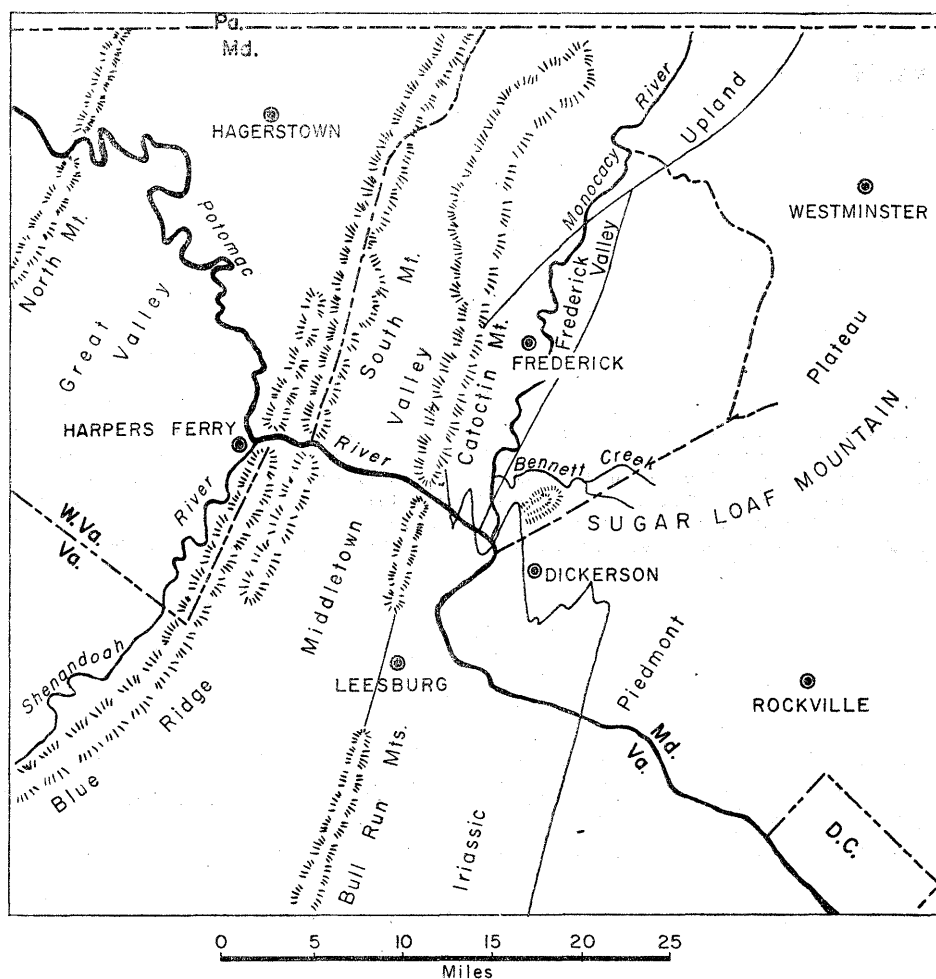 Pa.
Md.
HAGERSTOWN
North Mt.
Great Valley
Potomac
South Mt.
Monocacy River
Upland
WESTMINSTER
Frederick Valley
FREDERICK
Catoctin Mt.
Valley
Plateau
HARPERS FERRY
River
River
Bennett Creek
SUGAR LOAF MOUNTAIN
W. Va.
Va.
Middletown
DICKERSON
Shenandoah
LEESBURG
Piedmont
ROCKVILLE
Blue Ridge
Md.
Va.
Bull Run Mts.
Iriassic
D.C.
0 5 10 15 20 25
Miles